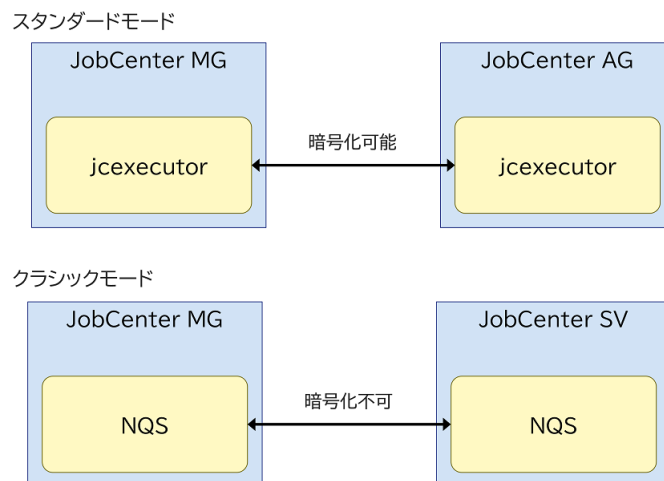 スタンダードモード
JobCenter MG
JobCenter AG
暗号化可能
jcexecutor
jcexecutor
クラシックモード
JobCenter MG
JobCenter SV
暗号化不可
NQS
NQS